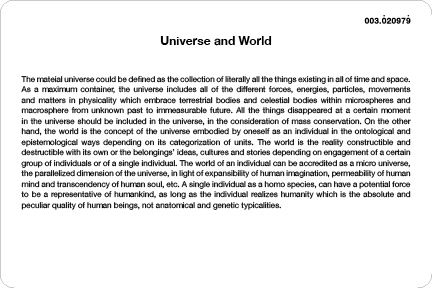 003.020979
Universe and World
The mateial universe could be defined as the collection of literally all the things existing in all of time and space.
As a maximum container, the universe includes all of the different forces, energies, particles, movements
and matters in physicality which embrace terrestrial bodies and celestial bodies within microspheres and
macrosphere from unknown past to immeasurable future. All the things disappeared at a certain moment
in the universe should be included in the universe, in the consideration of mass conservation. On the other
hand, the world is the concept of the universe embodied by oneself as an individual in the ontological and
epistemological ways depending on its categorization of units. The world is the reality constructible and
destructible with its own or the belongings' ideas, cultures and stories depending on engagement of a certain
group of individuals or of a single individual. The world of an individual can be accredited as a micro universe,
the parallelized dimension of the universe, in light of expansibility of human imagination, permeability of human
mind and transcendency of human soul, etc. A single individual as a homo species, can have a potential force
to be a representative of humankind, as long as the individual realizes humanity which is the absolute and
peculiar quality of human beings, not anatomical and genetic typicalities.